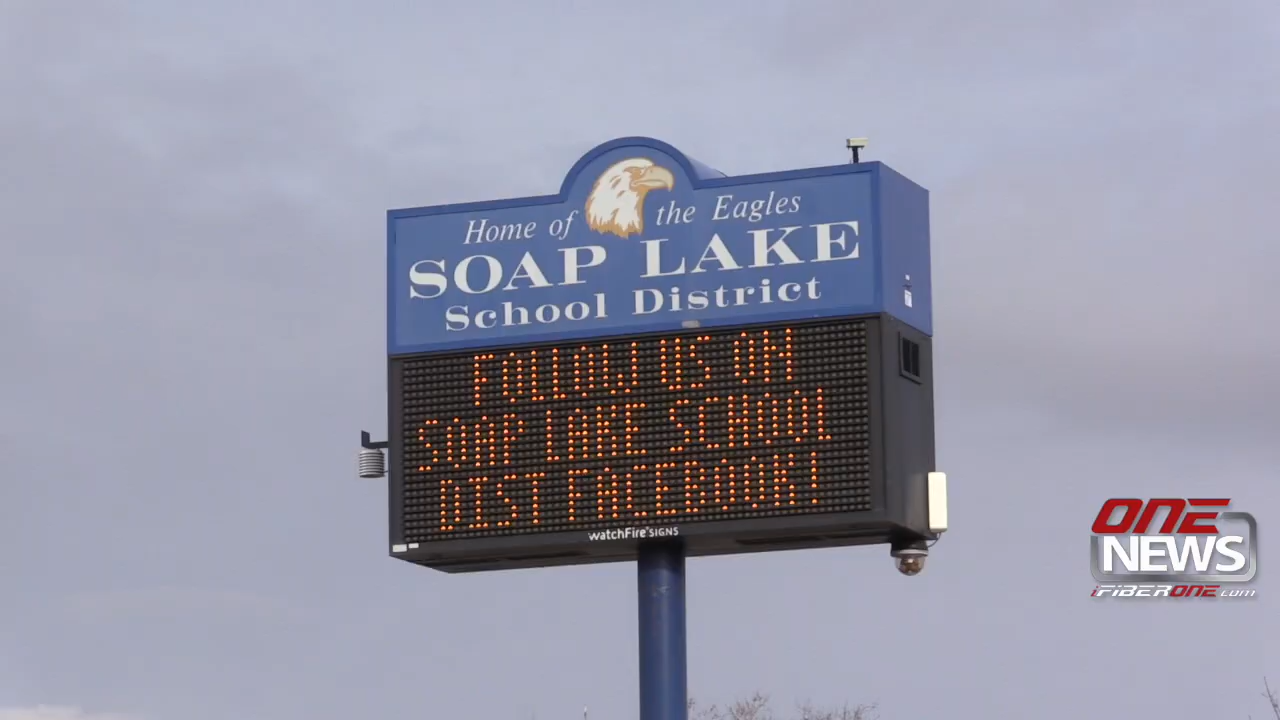 Home of the Eagles
SOAP LAKE
School District
FOLLOW US ON
SOAP LAKE SCHOOL
DIST FACEBOOK!
watchFire SIGNS
ONE
NEWS
iFIBERONE.com